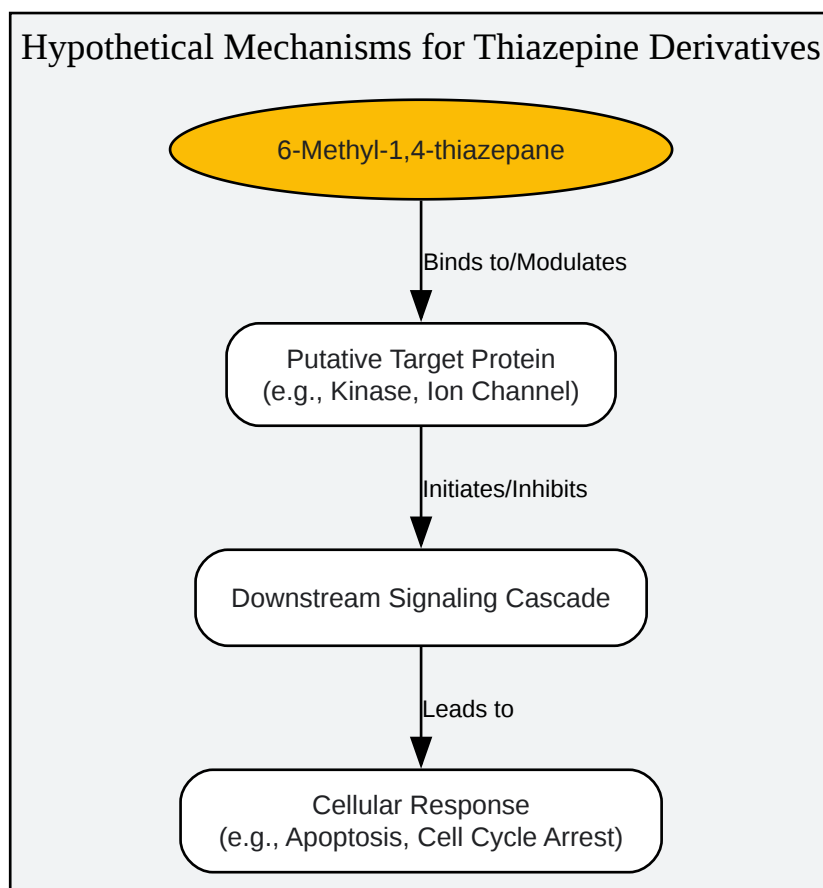 Hypothetical Mechanisms for Thiazepine Derivatives
6-Methyl-1,4-thiazepane
Binds to/Modulates
Putative Target Protein
(e.g., Kinase, Ion Channel)
Initiates/Inhibits
Downstream Signaling Cascade
Leads to
Cellular Response
(e.g., Apoptosis, Cell Cycle Arrest)